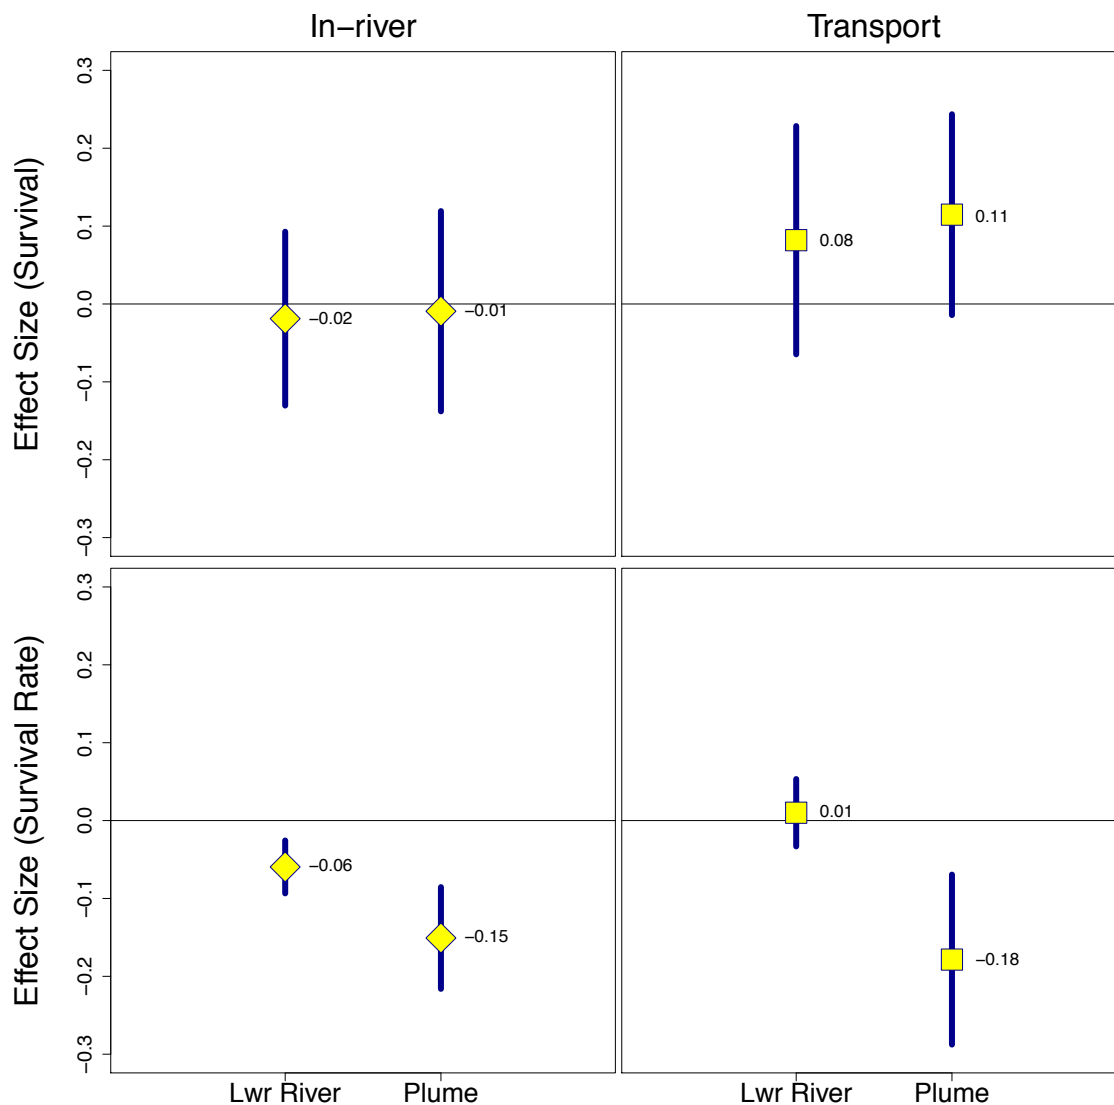 In−river
Transport
Effect Size (Survival)
0.3
0.2
0.1
0.0
−0.1
−0.2
−0.3
−0.02
−0.01
0.08
0.11
Effect Size (Survival Rate)
0.3
0.2
0.1
0.0
−0.1
−0.2
−0.3
−0.06
−0.15
0.01
−0.18
Lwr River
Plume
Lwr River
Plume